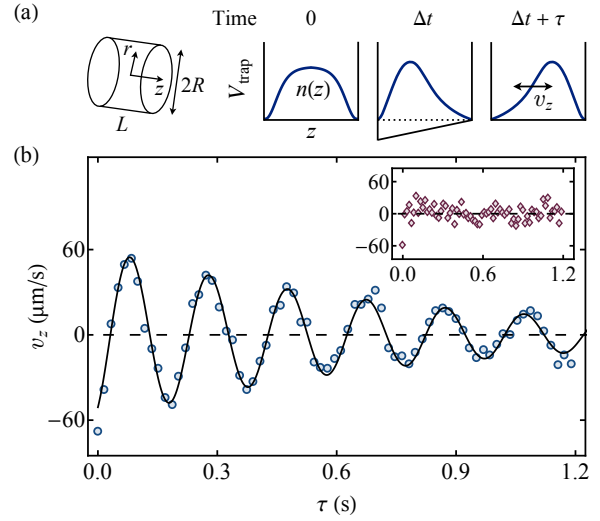 (a)
Time 0 Δt Δt + τ
r
z
2R
L
V_trap
n(z)
z
v_z
(b)
60
0
−60
0.0 0.6 1.2
60
0
−60
v_z (μm/s)
0.0 0.3 0.6 0.9 1.2
τ (s)